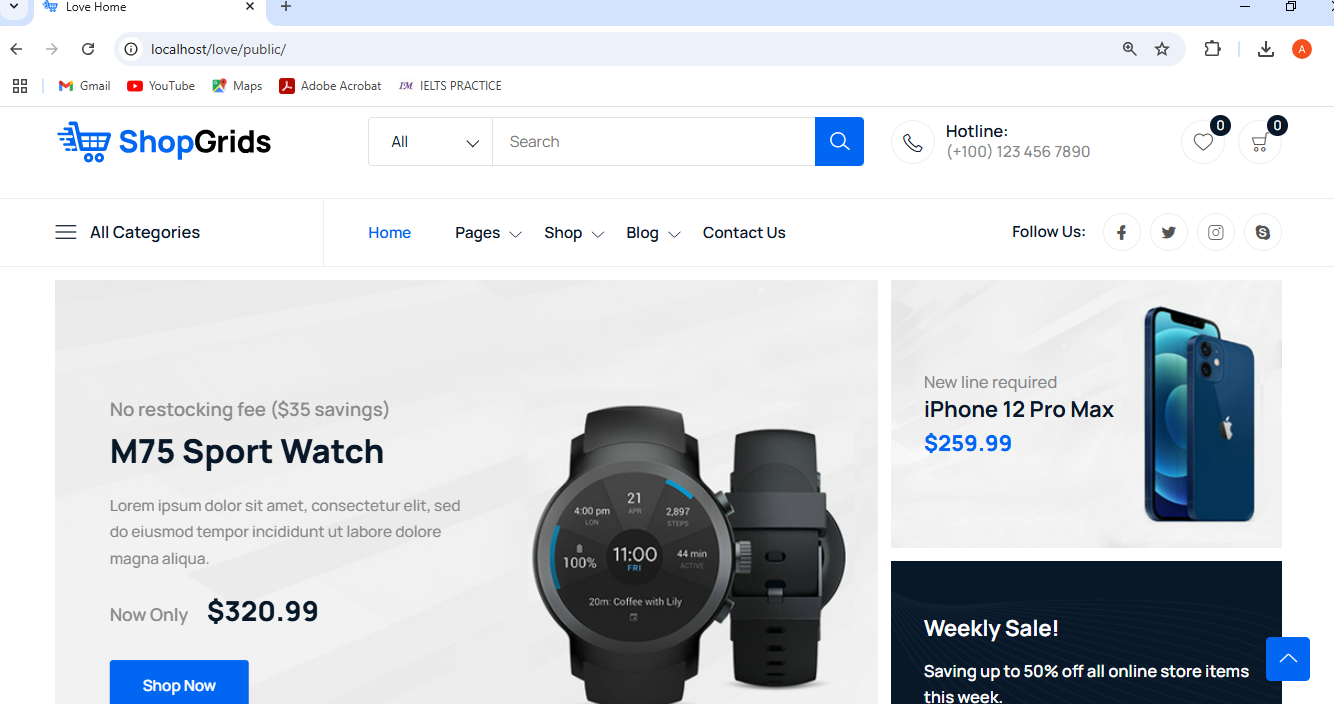 Love Home
localhost/love/public/
A
Gmail
YouTube
Maps
Adobe Acrobat
IM
IELTS PRACTICE
ShopGrids
All
Search
Hotline:
(+100) 123 456 7890
0
0
All Categories
Home
Pages
Shop
Blog
Contact Us
Follow Us:
No restocking fee ($35 savings)
M75 Sport Watch
Lorem ipsum dolor sit amet, consectetur elit, sed
do eiusmod tempor incididunt ut labore dolore
magna aliqua.
Now Only $320.99
Shop Now
21
APR
4:00 pm
LON
2,897
STEPS
100%
11:00
FRI
44 min
ACTIVE
20m: Coffee with Lily
New line required
iPhone 12 Pro Max
$259.99
Weekly Sale!
Saving up to 50% off all online store items
this week.